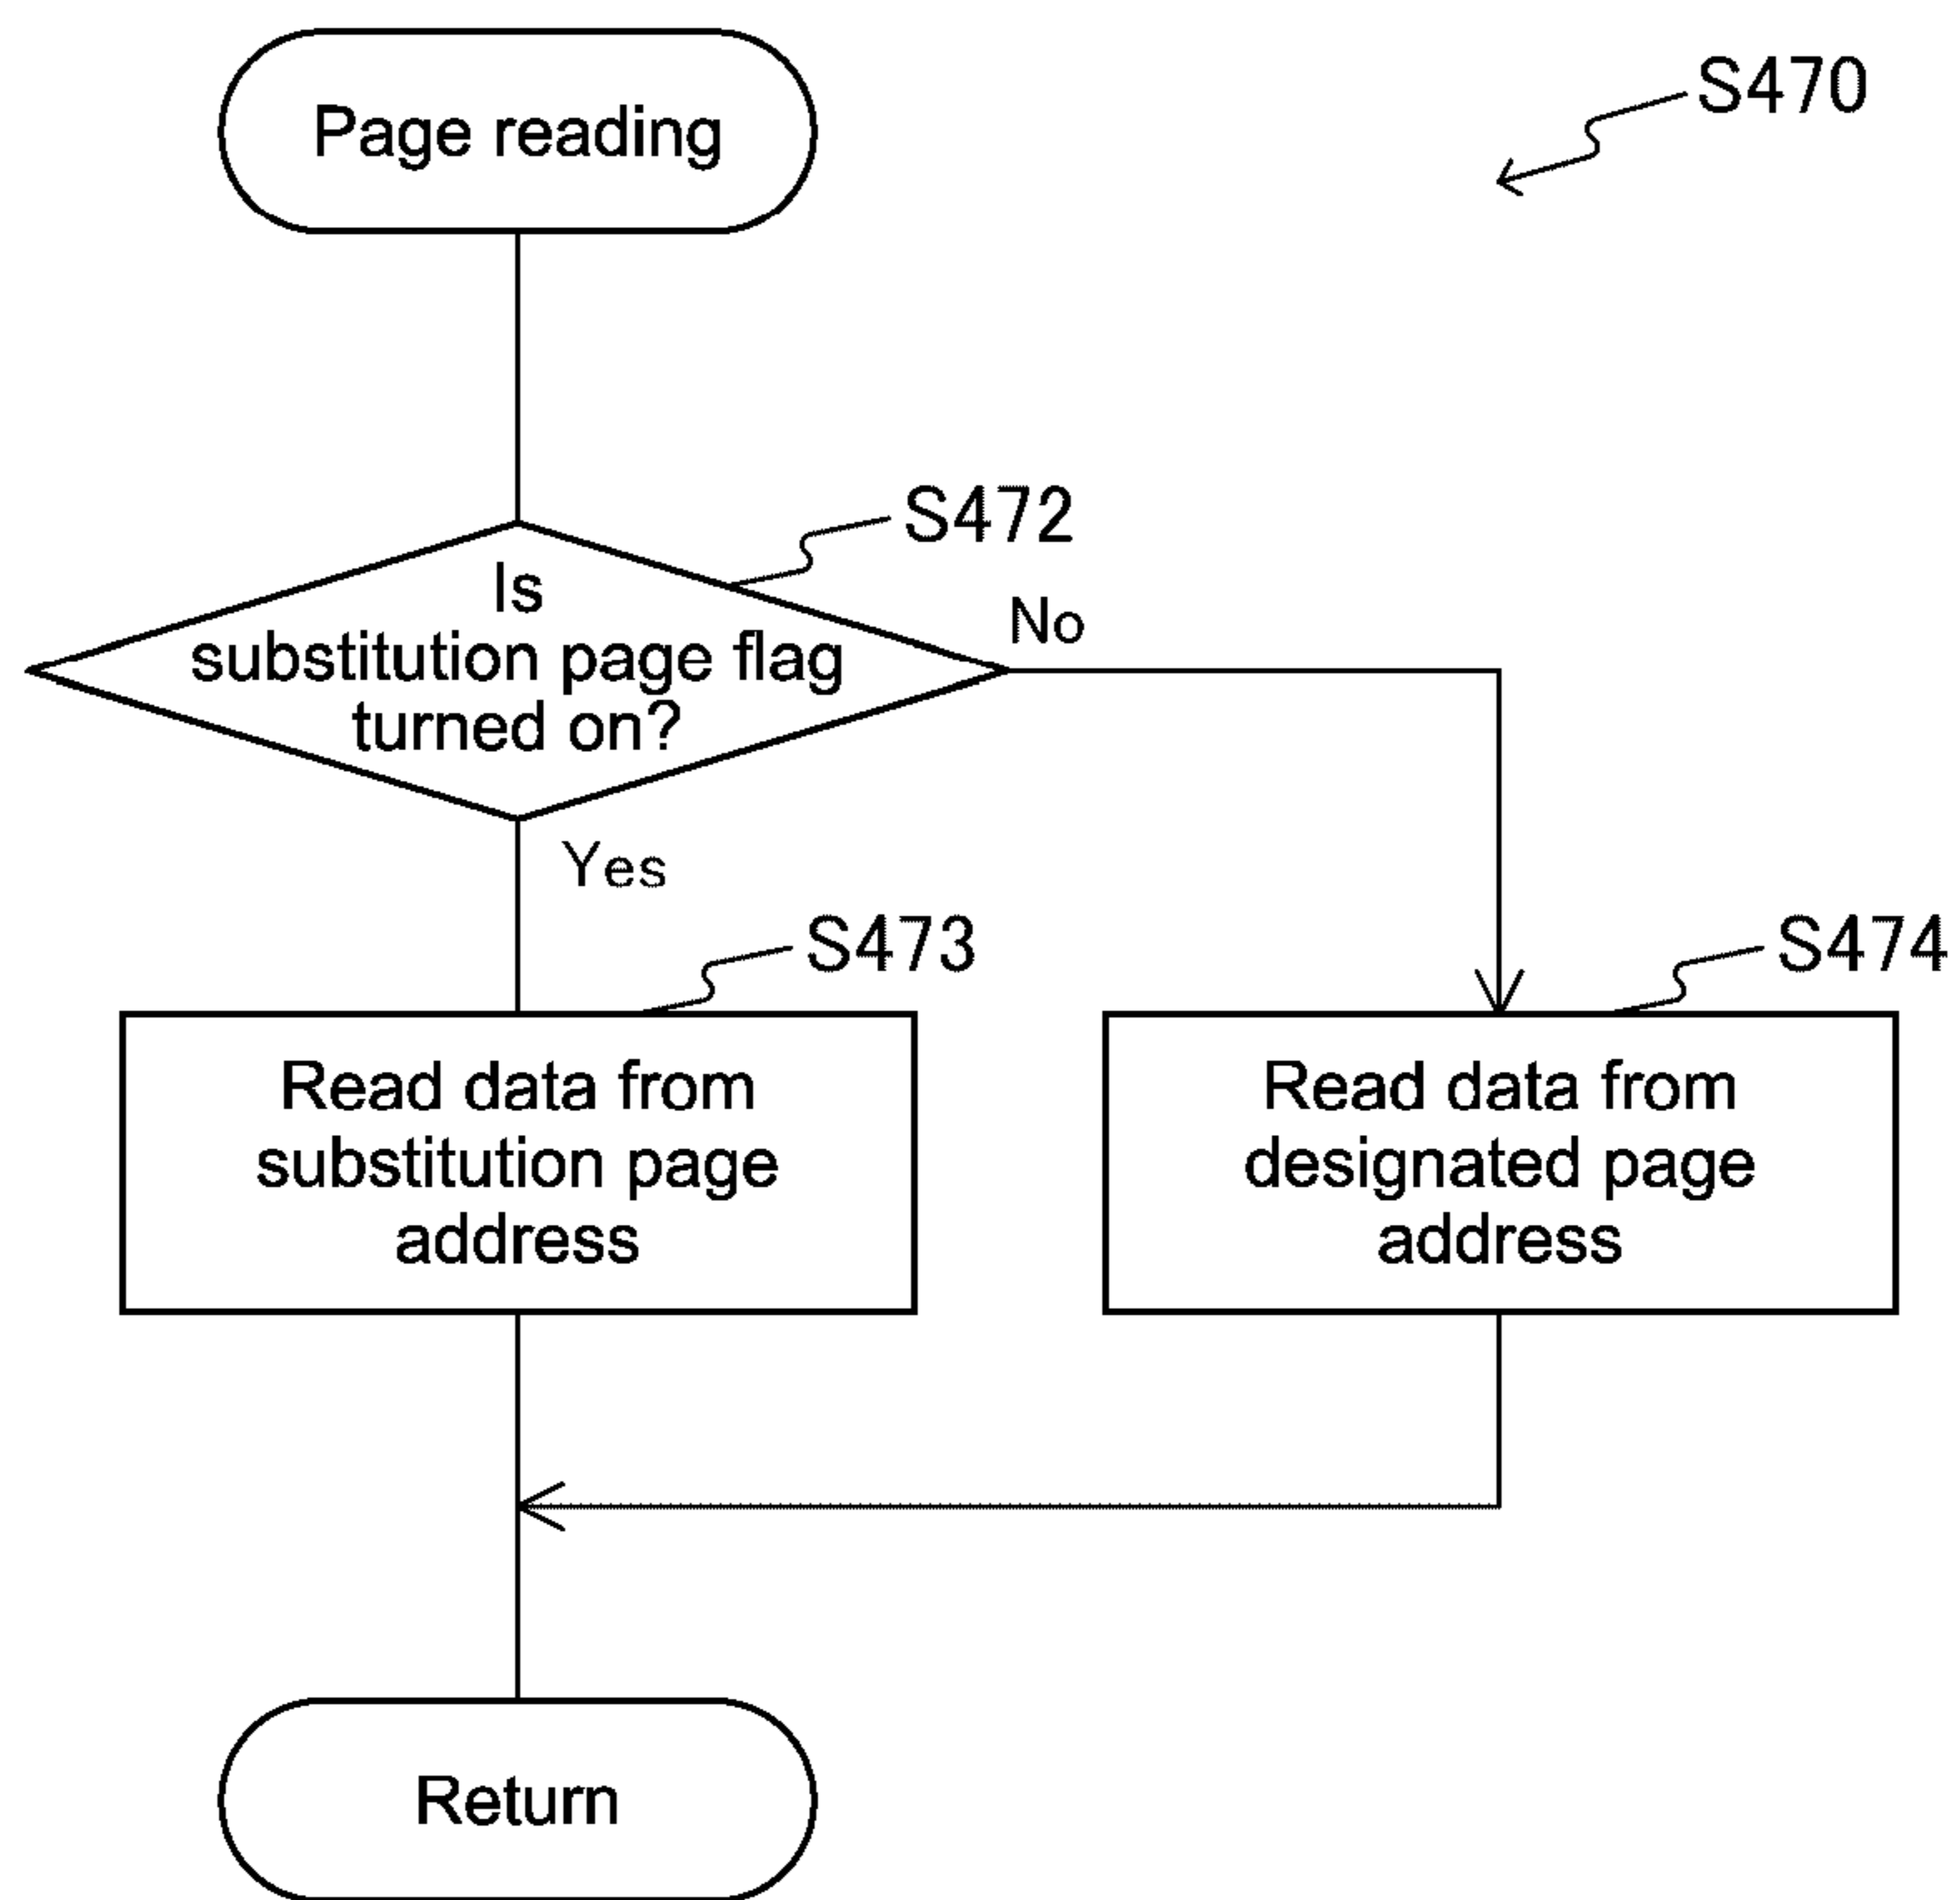 Page reading
S470
S472
Is
substitution page flag
turned on?
No
Yes
S473
S474
Read data from
substitution page
address
Read data from
designated page
address
Return